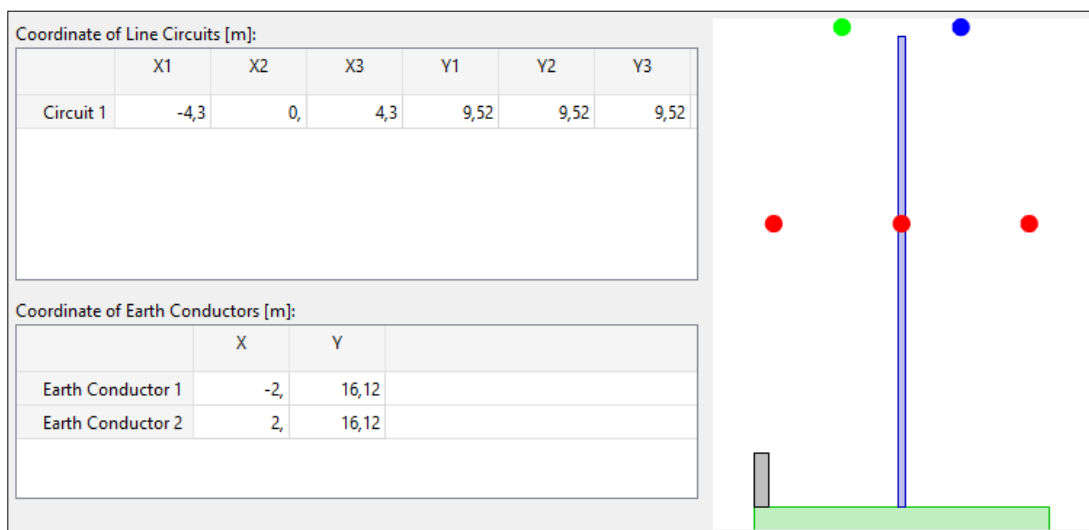 Coordinate of Line Circuits [m]:
X1 X2 X3 Y1 Y2 Y3
Circuit 1 -4,3 0, 4,3 9,52 9,52 9,52
Coordinate of Earth Conductors [m]:
X Y
Earth Conductor 1 -2, 16,12
Earth Conductor 2 2, 16,12